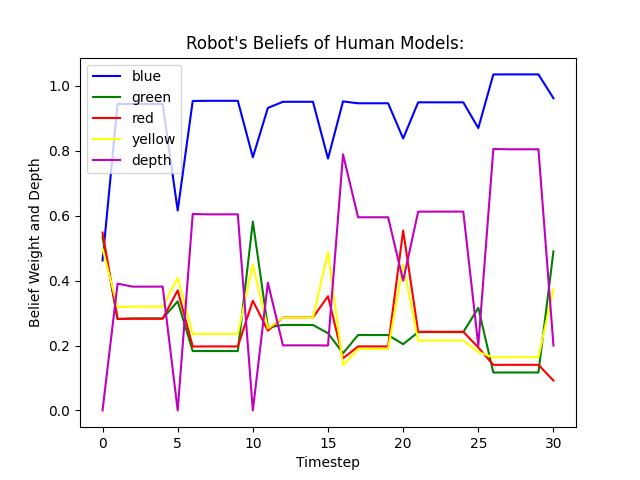 Robot's Beliefs of Human Models:
blue
green
red
yellow
depth
1.0
0.8
0.6
0.4
0.2
0.0
Belief Weight and Depth
0 5 10 15 20 25 30
Timestep